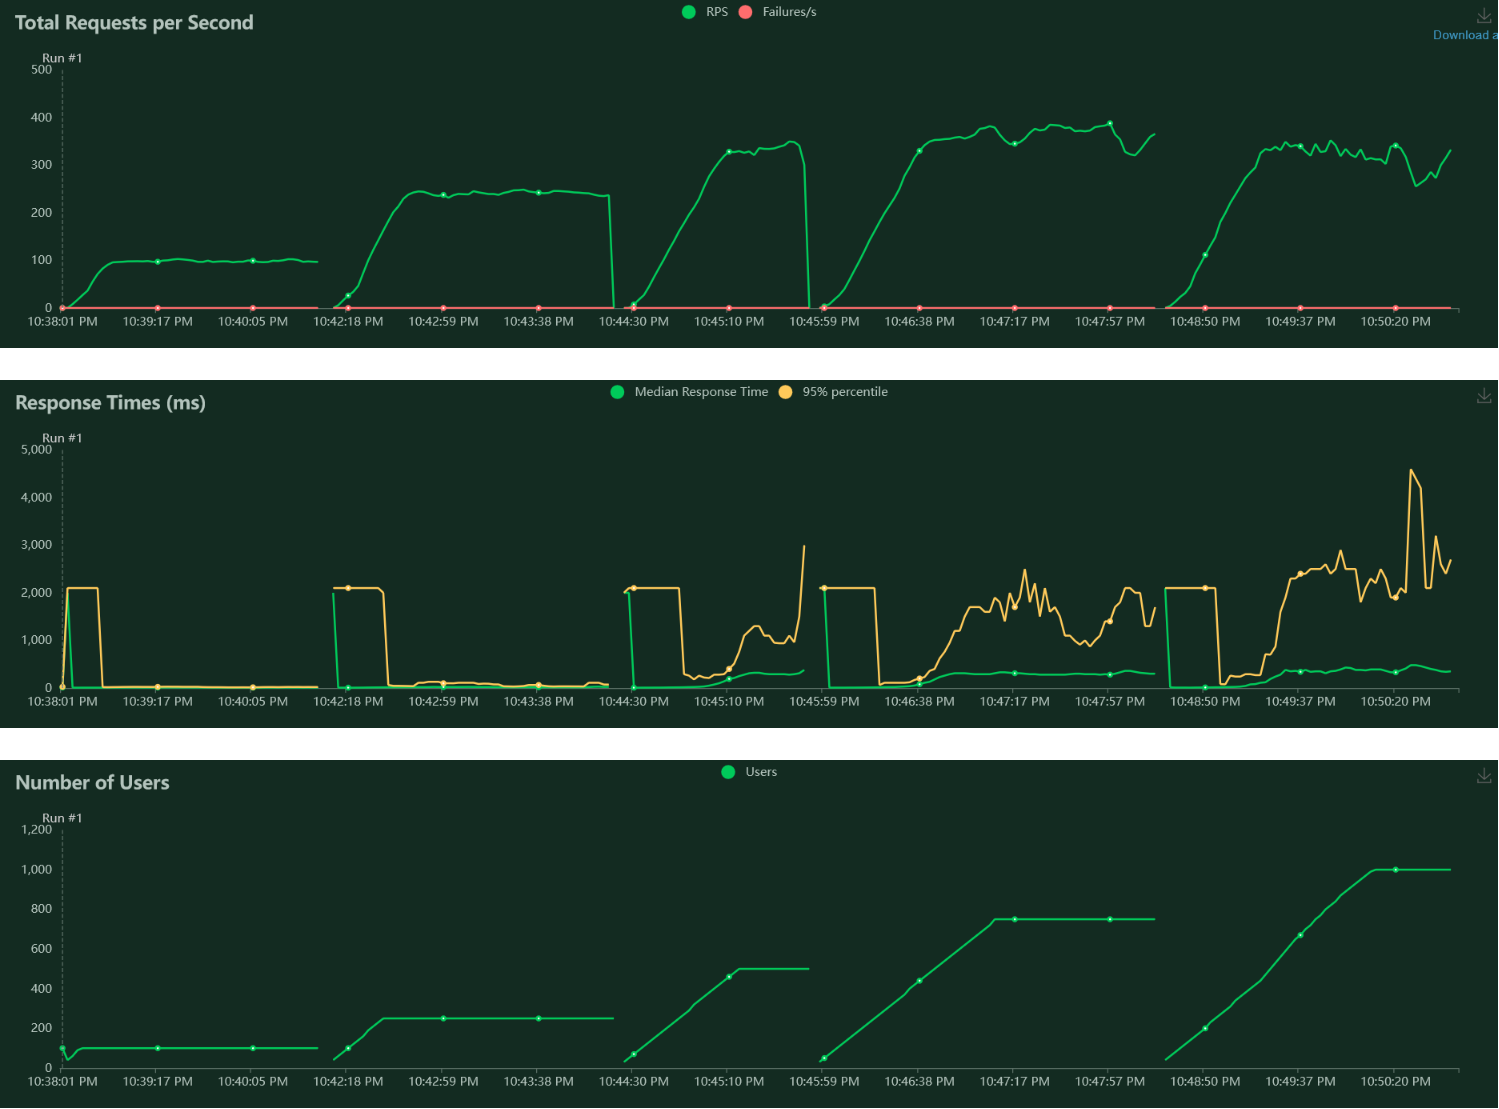 Total Requests per Second
RPS Failures/s
Download a
Run #1
500
400
300
200
100
0
10:38:01 PM 10:39:17 PM 10:40:05 PM 10:42:18 PM 10:42:59 PM 10:43:38 PM 10:44:30 PM 10:45:10 PM 10:45:59 PM 10:46:38 PM 10:47:17 PM 10:47:57 PM 10:48:50 PM 10:49:37 PM 10:50:20 PM
Response Times (ms)
Median Response Time 95% percentile
Run #1
5,000
4,000
3,000
2,000
1,000
0
10:38:01 PM 10:39:17 PM 10:40:05 PM 10:42:18 PM 10:42:59 PM 10:43:38 PM 10:44:30 PM 10:45:10 PM 10:45:59 PM 10:46:38 PM 10:47:17 PM 10:47:57 PM 10:48:50 PM 10:49:37 PM 10:50:20 PM
Number of Users
Users
Run #1
1,200
1,000
800
600
400
200
0
10:38:01 PM 10:39:17 PM 10:40:05 PM 10:42:18 PM 10:42:59 PM 10:43:38 PM 10:44:30 PM 10:45:10 PM 10:45:59 PM 10:46:38 PM 10:47:17 PM 10:47:57 PM 10:48:50 PM 10:49:37 PM 10:50:20 PM